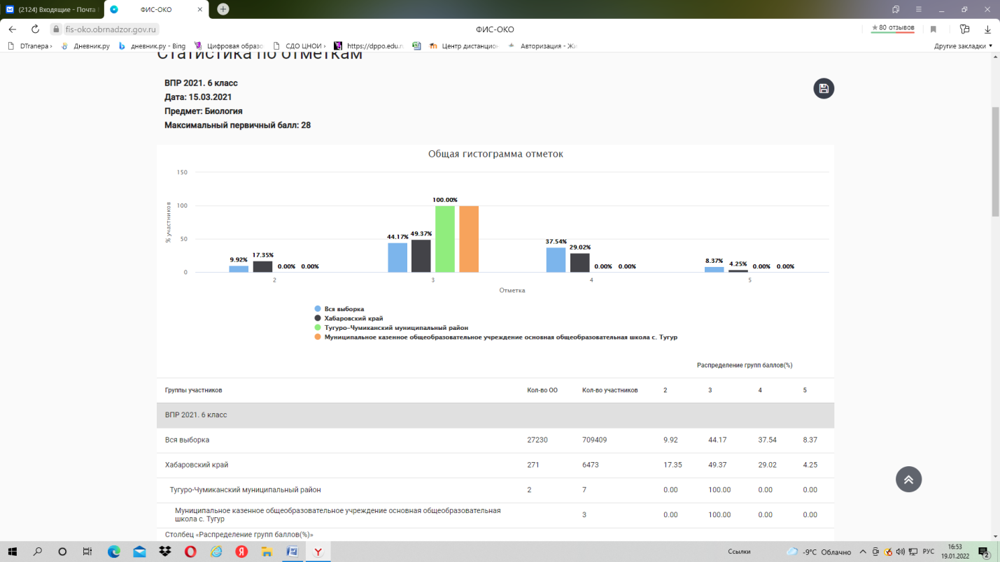 (2124) Входящие - Почта
ФИС-ОКО
fis-oko.obrnadzor.gov.ru
ФИС-ОКО
★80 отзывов
DTranера ›
Дневник.ру
дневник.ру - Bing
Цифровая образо
СДО ЦНОИ ›
https://dppo.edu.ru
Центр дистанцион
Авторизация - Жи
Другие закладки
Статистика по отметкам
ВПР 2021. 6 класс
Дата: 15.03.2021
Предмет: Биология
Максимальный первичный балл: 28
Общая гистограмма отметок
150
100
50
0
% участников
9.92%
17.35%
0.00%
0.00%
44.17%
49.37%
100.00%
37.54%
29.02%
0.00%
0.00%
8.37%
4.25%
0.00%
0.00%
2
3
4
5
Отметка
Вся выборка
Хабаровский край
Тугуро-Чумиканский муниципальный район
Муниципальное казенное общеобразовательное учреждение основная общеобразовательная школа с. Тугур
Распределение групп баллов(%)
Группы участников Кол-во ОО Кол-во участников 2 3 4 5
ВПР 2021. 6 класс
Вся выборка 27230 709409 9.92 44.17 37.54 8.37
Хабаровский край 271 6473 17.35 49.37 29.02 4.25
Тугуро-Чумиканский муниципальный район 2 7 0.00 100.00 0.00 0.00
Муниципальное казенное общеобразовательное учреждение основная общеобразовательная
школа с. Тугур 3 0.00 100.00 0.00 0.00
Столбец «Распределение групп баллов(%)»
Ссылки
-9°C Облачно
РУС
16:53
19.01.2022
2